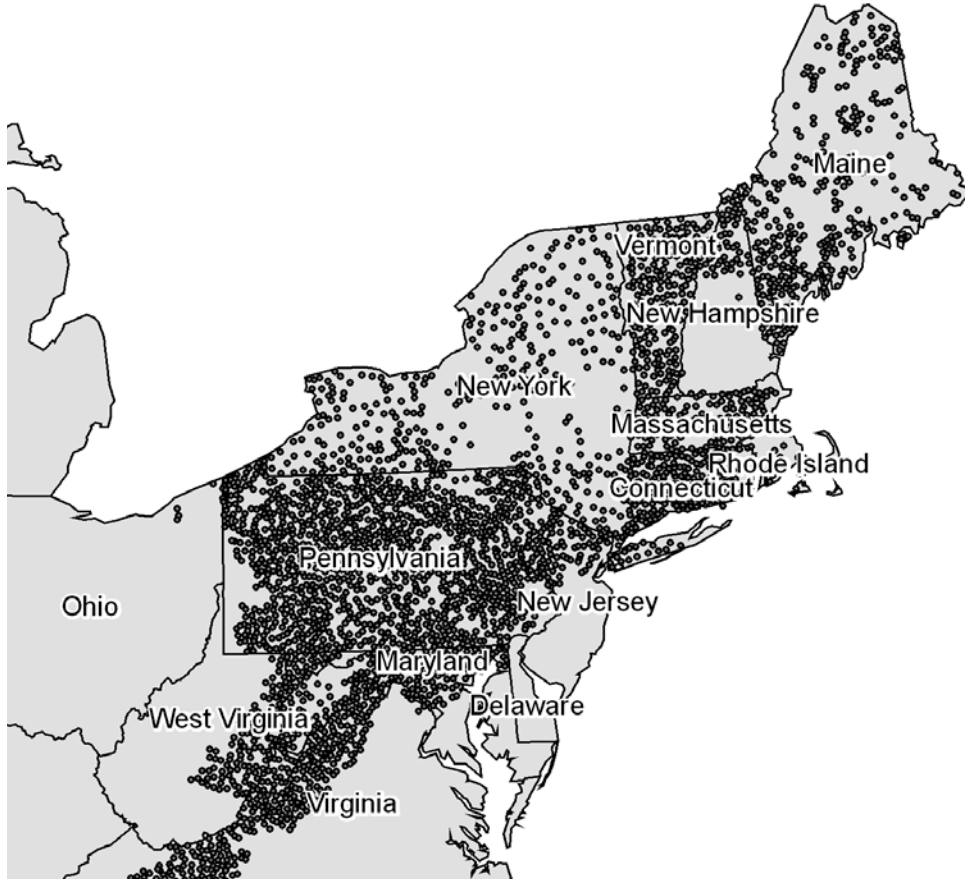 Maine
Vermont
New Hampshire
New York
Massachusetts
Rhode Island
Connecticut
Pennsylvania
Ohio
New Jersey
Maryland
Delaware
West Virginia
Virginia